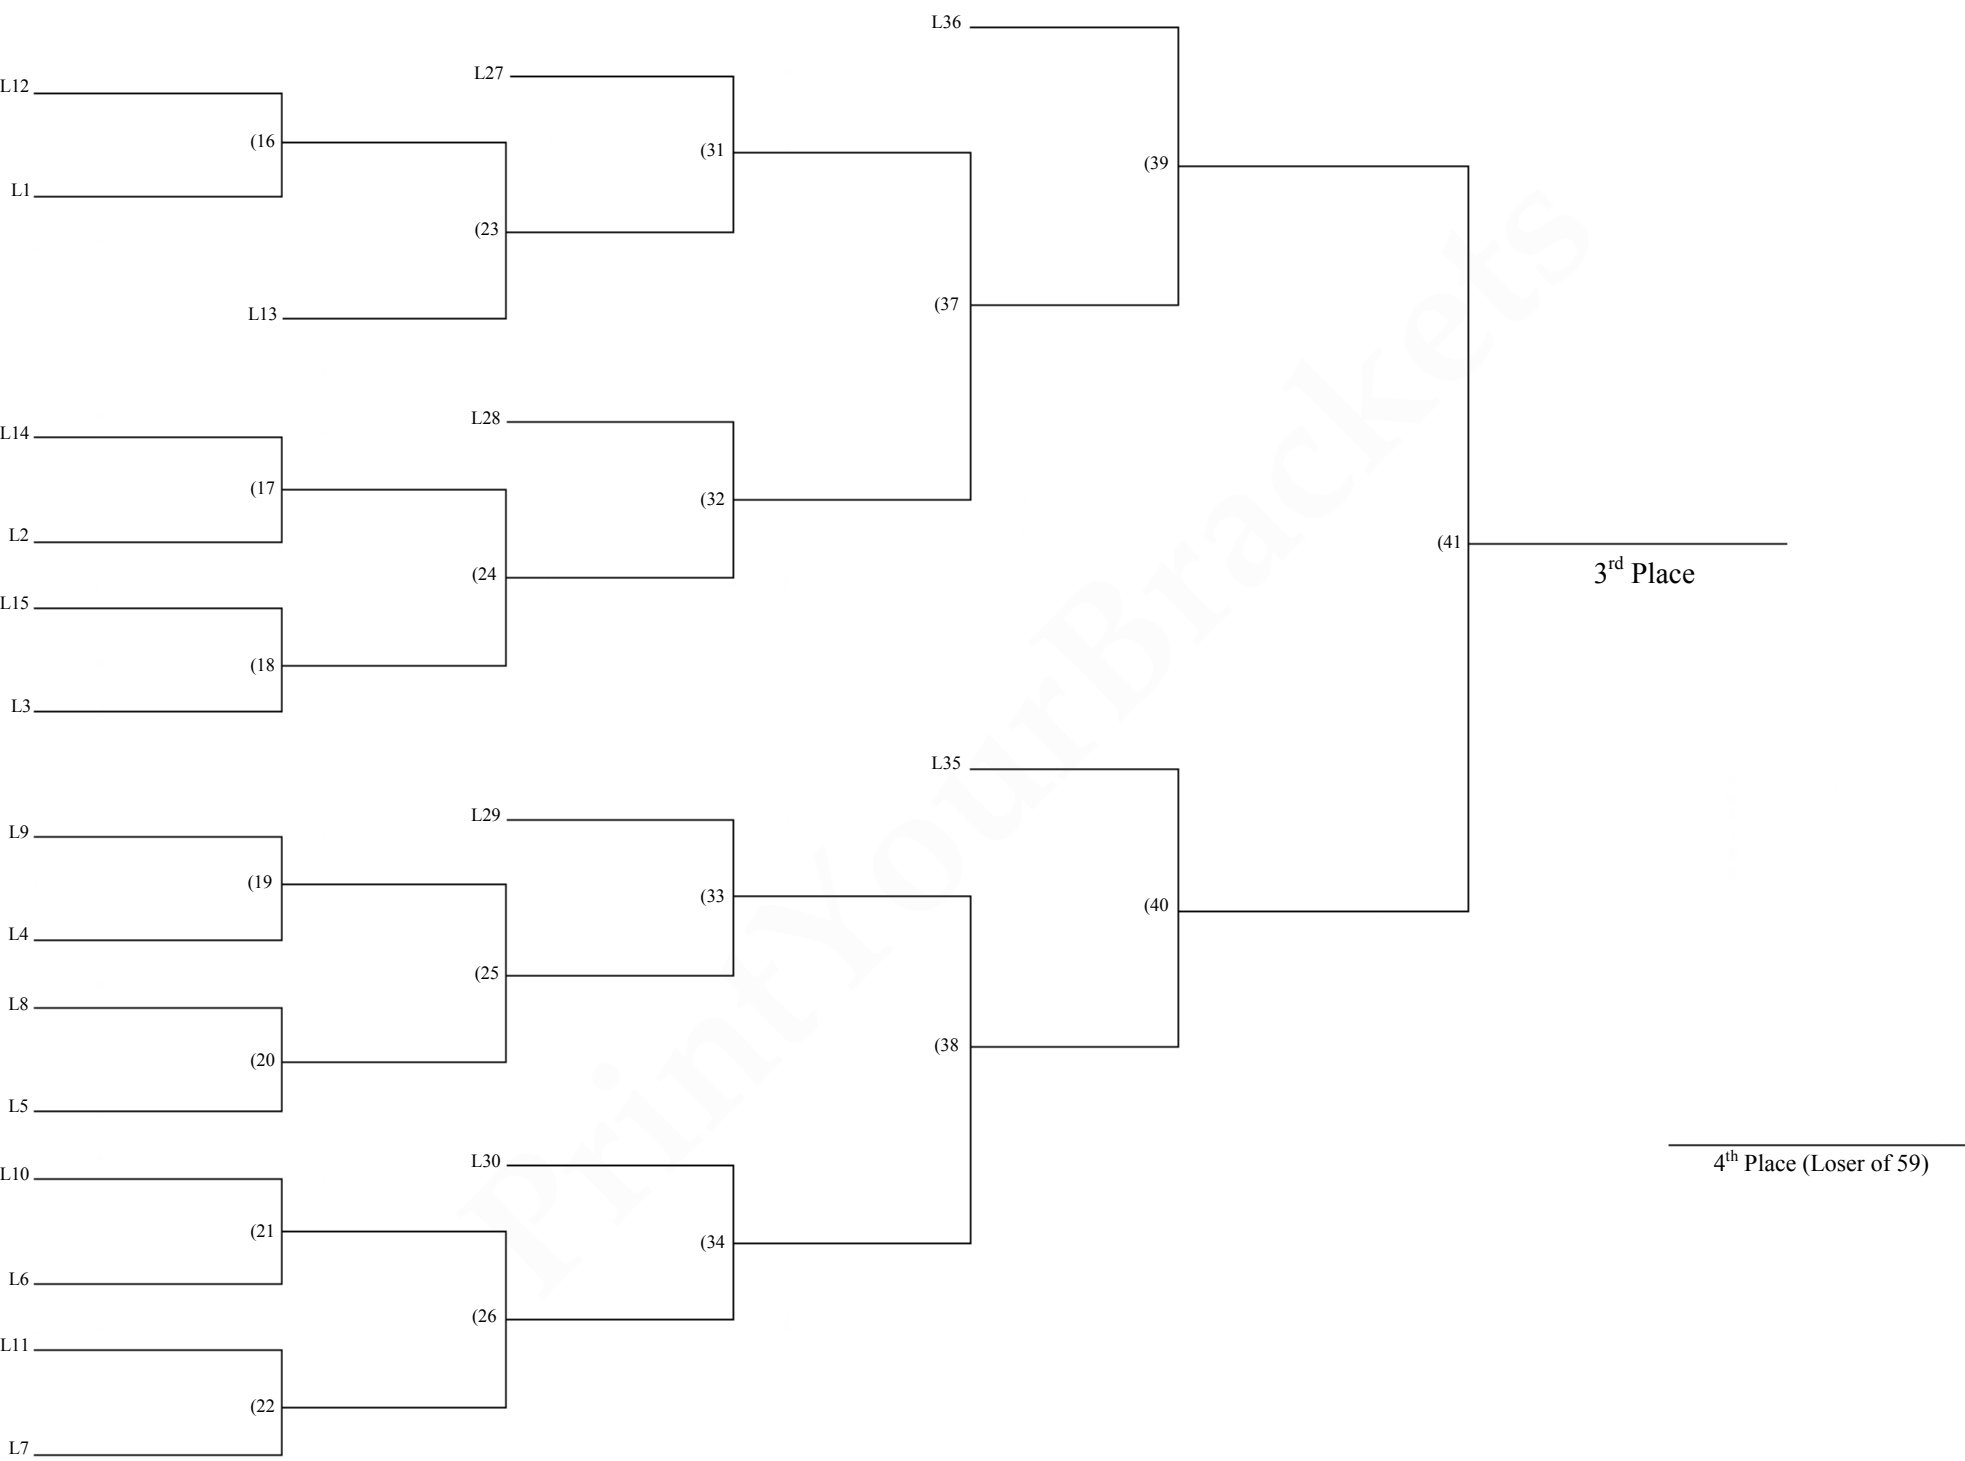 L36
L27
L12
(16
(31
(39
L1
(23
L13
(37
L28
L14
(17
(32
L2
(41
(24
3rd Place
L15
(18
L3
L35
L29
L9
(19
(33
(40
L4
(25
L8
(38
(20
L5
L30
4th Place (Loser of 59)
L10
(21
(34
L6
(26
L11
(22
L7
PrintYourBrackets